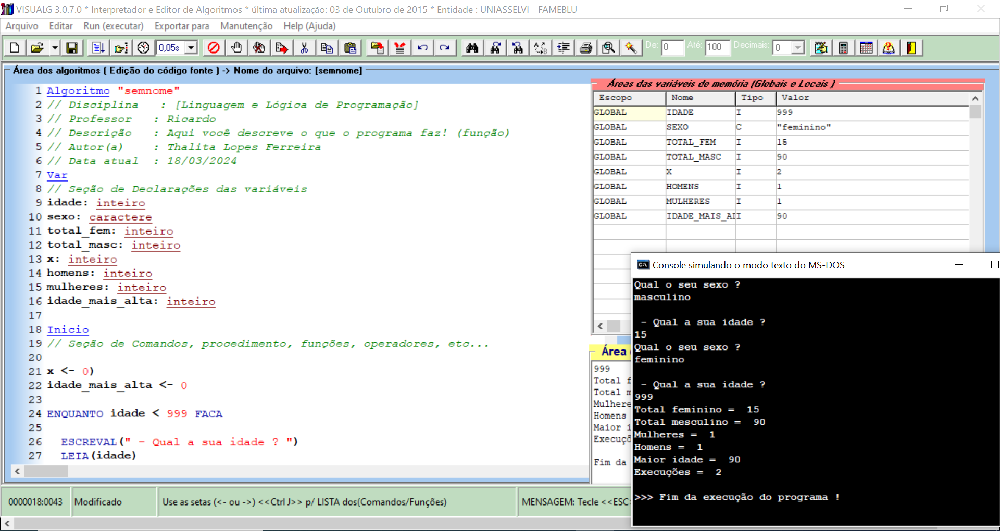 VISUALG 3.0.7.0 * Interpretador e Editor de Algoritmos * última atualização: 03 de Outubro de 2015 * Entidade : UNIASSELVI - FAMEBLU
Arquivo Editar Run (executar) Exportar para Manutenção Help (Ajuda)
0,05s De: 0 Até: 100 Decimais: 0
Área dos algoritmos ( Edição do código fonte ) -> Nome do arquivo: [semnome]
1 Algoritmo "semnome"
2 // Disciplina : [Linguagem e Lógica de Programação]
3 // Professor : Ricardo
4 // Descrição : Aqui você descreve o que o programa faz! (função)
5 // Autor(a) : Thalita Lopes Ferreira
6 // Data atual : 18/03/2024
7 Var
8 // Seção de Declarações das variáveis
9 idade: inteiro
10 sexo: caractere
11 total_fem: inteiro
12 total_masc: inteiro
13 x: inteiro
14 homens: inteiro
15 mulheres: inteiro
16 idade_mais_alta: inteiro
17
18 Inicio
19 // Seção de Comandos, procedimento, funções, operadores, etc...
20
21 x <- 0)
22 idade_mais_alta <- 0
23
24 ENQUANTO idade < 999 FACA
25
26 ESCREVAL(" - Qual a sua idade ? ")
27 LEIA(idade)
Áreas das variáveis de memória (Globais e Locais )
Escopo Nome Tipo Valor
GLOBAL IDADE I 999
GLOBAL SEXO C "feminino"
GLOBAL TOTAL_FEM I 15
GLOBAL TOTAL_MASC I 90
GLOBAL X I 2
GLOBAL HOMENS I 1
GLOBAL MULHERES I 1
GLOBAL IDADE_MAIS_AI I 90
Área
999
Total f
Total m
Mulhere
Homens
Maior i
Execuçõ
Fim da
Console simulando o modo texto do MS-DOS
Qual o seu sexo ?
masculino
- Qual a sua idade ?
15
Qual o seu sexo ?
feminino
- Qual a sua idade ?
999
Total feminino = 15
Total mesculino = 90
Mulheres = 1
Homens = 1
Maior idade = 90
Execuções = 2
>>> Fim da execução do programa !
0000018:0043 Modificado Use as setas (<- ou ->) <<Ctrl J>> p/ LISTA dos(Comandos/Funções) MENSAGEM: Tecle <<ESC>